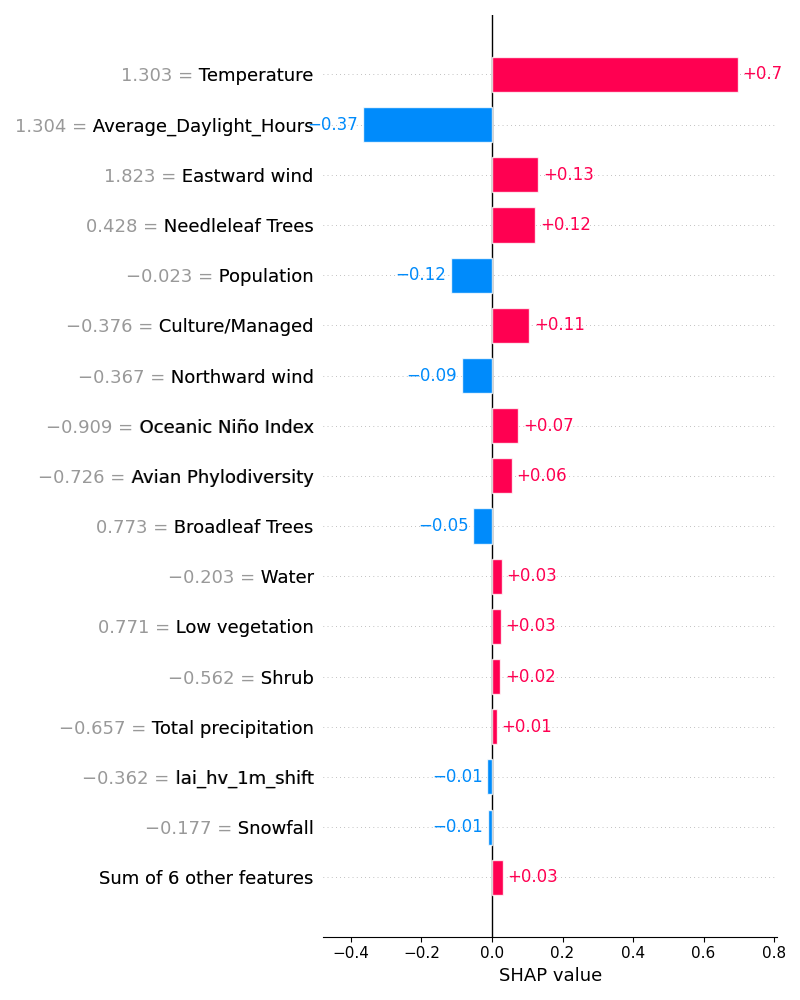 1.303 = Temperature +0.7
1.304 = Average_Daylight_Hours −0.37
1.823 = Eastward wind +0.13
0.428 = Needleleaf Trees +0.12
−0.023 = Population −0.12
−0.376 = Culture/Managed +0.11
−0.367 = Northward wind −0.09
−0.909 = Oceanic Niño Index +0.07
−0.726 = Avian Phylodiversity +0.06
0.773 = Broadleaf Trees −0.05
−0.203 = Water +0.03
0.771 = Low vegetation +0.03
−0.562 = Shrub +0.02
−0.657 = Total precipitation +0.01
−0.362 = lai_hv_1m_shift −0.01
−0.177 = Snowfall −0.01
Sum of 6 other features +0.03
−0.4 −0.2 0.0 0.2 0.4 0.6 0.8
SHAP value